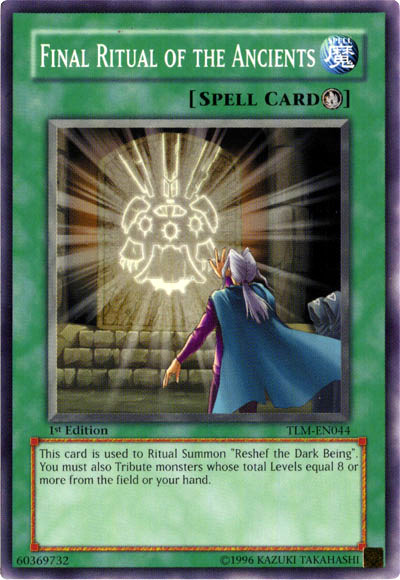 FINAL RITUAL OF THE ANCIENTS
SPELL
魔
[SPELL CARD]
1st Edition
TLM-EN044
This card is used to Ritual Summon "Reshef the Dark Being".
You must also Tribute monsters whose total Levels equal 8 or
more from the field or your hand.
60369732
©1996 KAZUKI TAKAHASHI